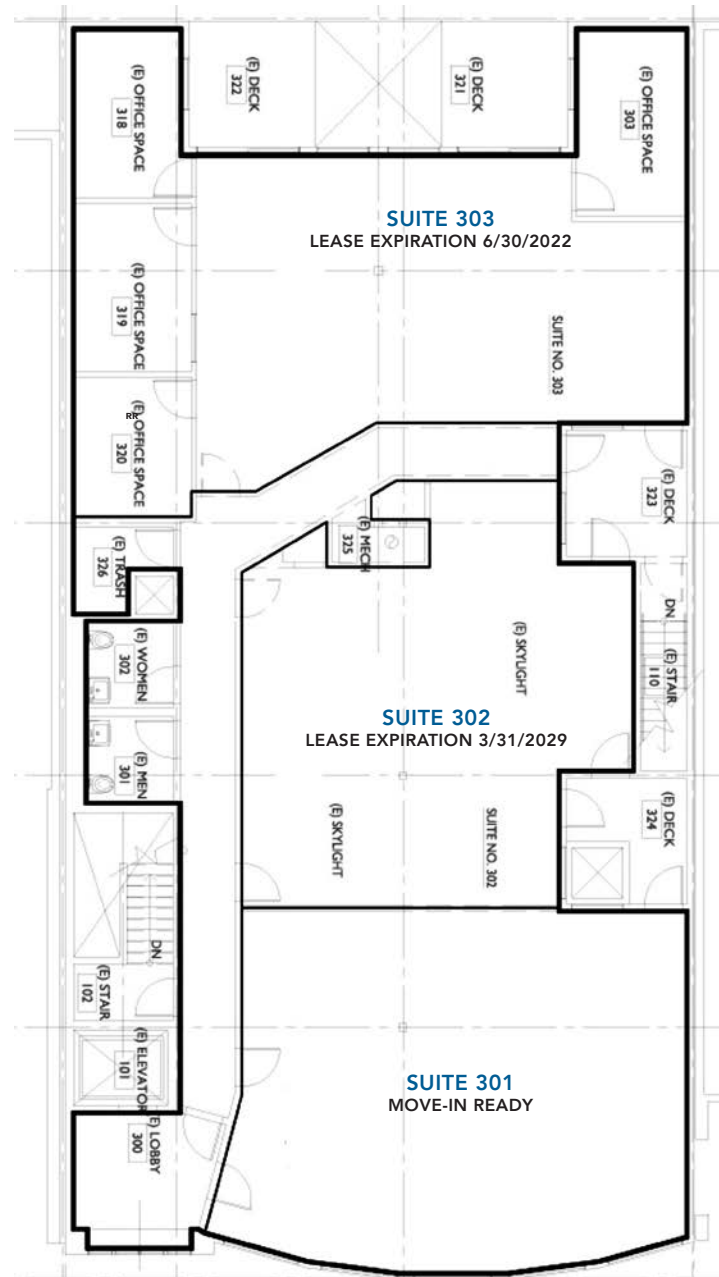 (E) OFFICE SPACE
318
(E) DECK
322
(E) DECK
321
(E) OFFICE SPACE
303
SUITE 303
LEASE EXPIRATION 6/30/2022
(E) OFFICE SPACE
319
SUITE NO. 303
(E) OFFICE SPACE
320
RR
(E) DECK
323
(E) MECH
325
(E) TRASH
326
DN
(E) STAIR
110
(E) WOMEN
302
(E) SKYLIGHT
SUITE 302
LEASE EXPIRATION 3/31/2029
(E) MEN
301
(E) SKYLIGHT
SUITE NO. 302
(E) DECK
324
DN
(E) STAIR
102
(E) ELEVATOR
101
SUITE 301
MOVE-IN READY
(E) LOBBY
300